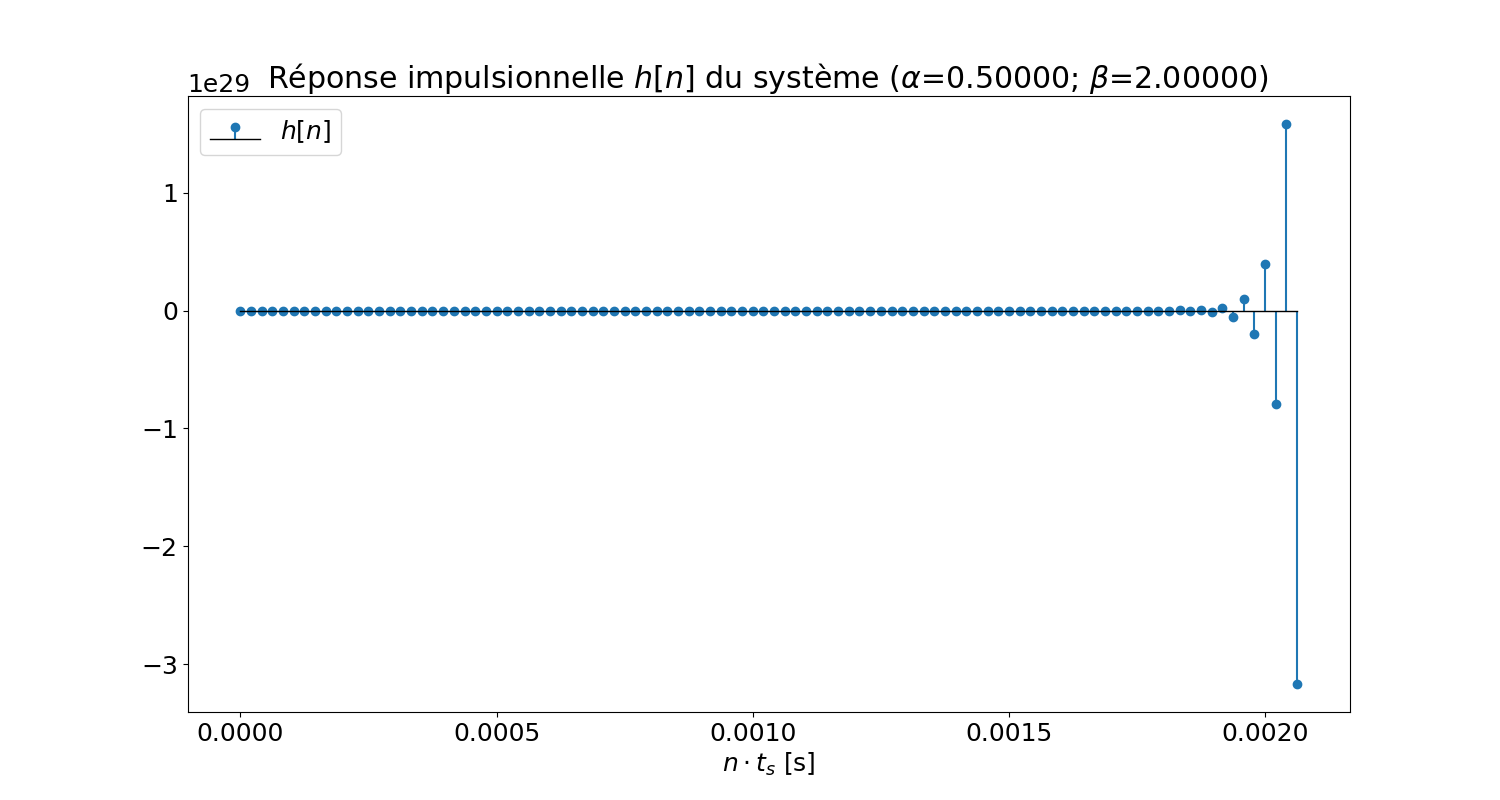 Réponse impulsionnelle h[n] du système (α=0.50000; β=2.00000)
1e29
h[n]
1
0
−1
−2
−3
0.0000 0.0005 0.0010 0.0015 0.0020
n · tₛ [s]